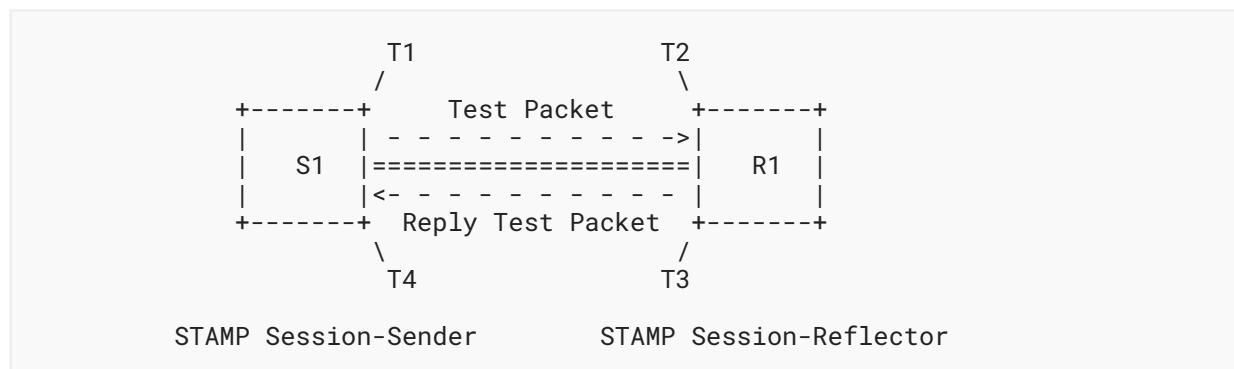 T1                T2
               /                   \
      +-------+     Test Packet     +-------+
      |       | - - - - - - - - - ->|       |
      |   S1  |=====================|   R1  |
      |       |<- - - - - - - - - - |       |
      +-------+  Reply Test Packet  +-------+
               \                   /
                T4                T3

  STAMP Session-Sender        STAMP Session-Reflector